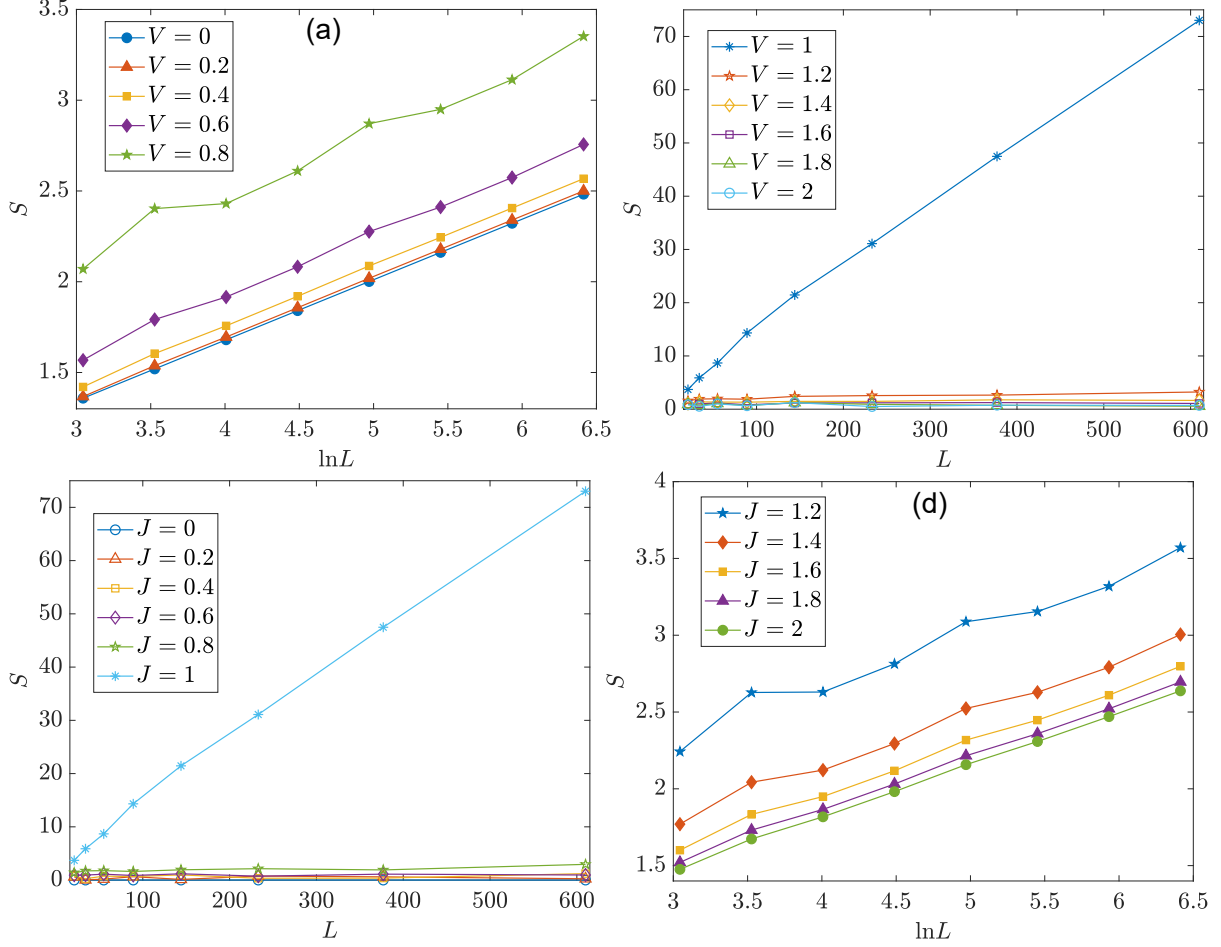 (a)
3.5
3
2.5
2
1.5
S
V = 0
V = 0.2
V = 0.4
V = 0.6
V = 0.8
3 3.5 4 4.5 5 5.5 6 6.5
lnL
70
60
50
40
30
20
10
0
S
V = 1
V = 1.2
V = 1.4
V = 1.6
V = 1.8
V = 2
100 200 300 400 500 600
L
70
60
50
40
30
20
10
0
S
J = 0
J = 0.2
J = 0.4
J = 0.6
J = 0.8
J = 1
100 200 300 400 500 600
L
(d)
4
3.5
3
2.5
2
1.5
S
J = 1.2
J = 1.4
J = 1.6
J = 1.8
J = 2
3 3.5 4 4.5 5 5.5 6 6.5
lnL